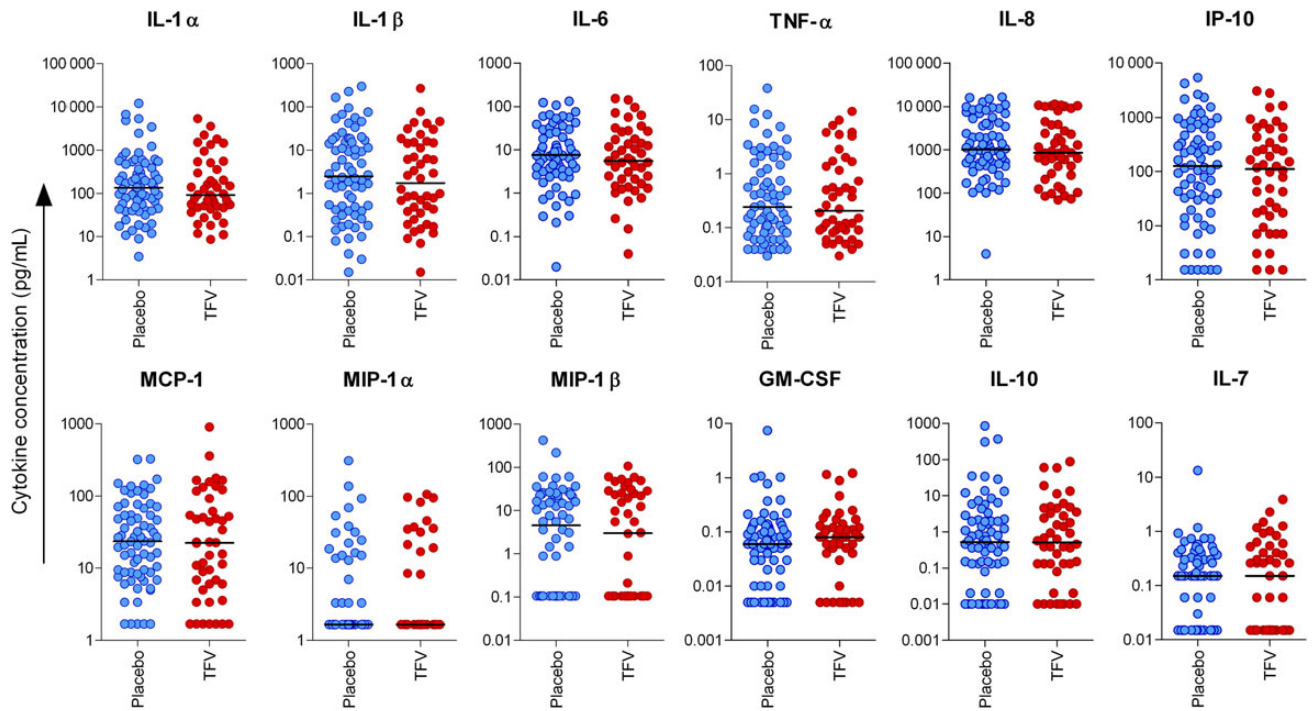 IL-1 α IL-1 β IL-6 TNF-α IL-8 IP-10
100 000 1000 1000 100 100 000 10 000
10 000 100 100 10 10 000 1000
1000 10 10 1 1000 100
100 1 1 0.1 100 10
10 0.1 0.1 0.01 10 1
1 0.01 0.01 1
Placebo TFV Placebo TFV Placebo TFV Placebo TFV Placebo TFV Placebo TFV
Cytokine concentration (pg/mL)
MCP-1 MIP-1α MIP-1β GM-CSF IL-10 IL-7
1000 1000 1000 10 1000 100
100 100 100 1 100 10
10 10 10 0.1 10 1
1 1 1 0.01 1 0.1
0.1 0.001 0.1 0.01
0.01 0.01
0.001
Placebo TFV Placebo TFV Placebo TFV Placebo TFV Placebo TFV Placebo TFV